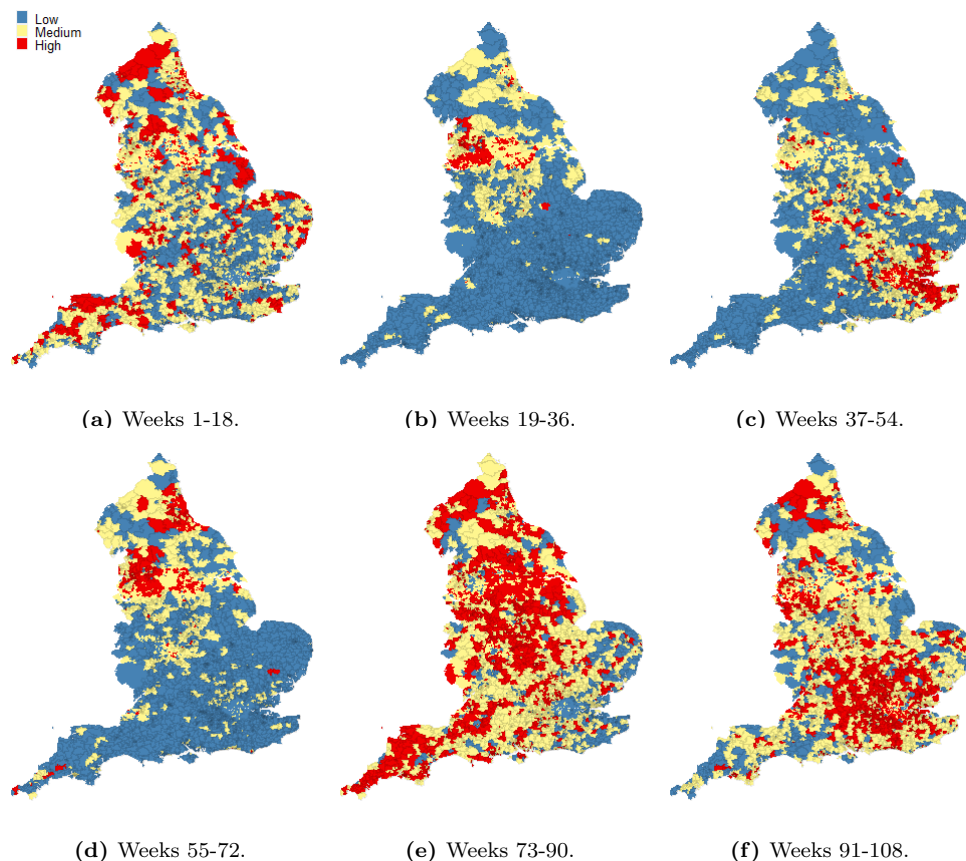 Low
Medium
High
(a) Weeks 1-18.
(b) Weeks 19-36.
(c) Weeks 37-54.
(d) Weeks 55-72.
(e) Weeks 73-90.
(f) Weeks 91-108.